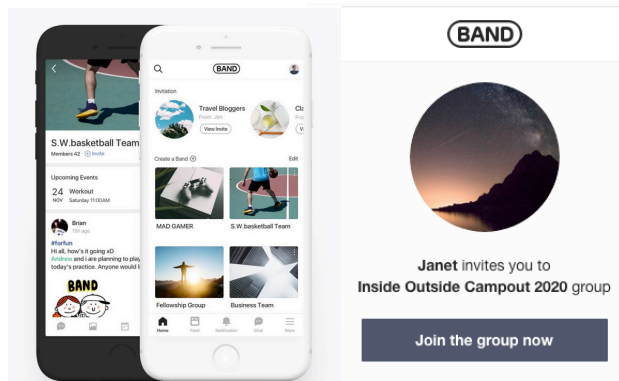 S.W.basketball Team
Members 42 Invite
Upcoming Events
24 Workout
NOV Saturday 11:00AM
Brian
#forfun
Hi all, how's it going xD
Andrew and i are planning to play
today's practice. Anyone would
BAND
BAND
Invitation
Travel Bloggers
From. Jim
View Invite
Create a Band
Edit
MAD GAMER
S.W.basketball Team
Fellowship Group
Business Team
Home
Feed
Notification
Chat
More
BAND
Janet invites you to
Inside Outside Campout 2020 group
Join the group now